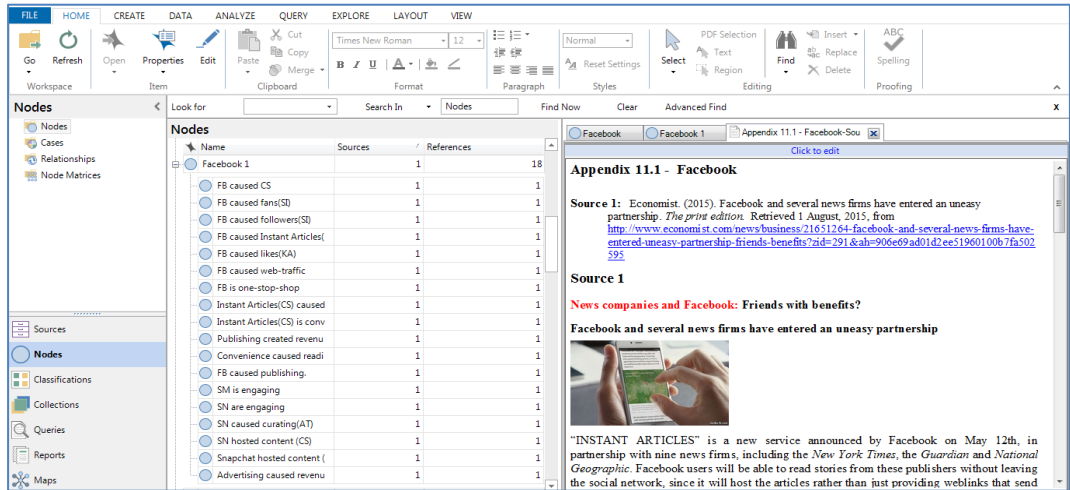 FILE HOME CREATE DATA ANALYZE QUERY EXPLORE LAYOUT VIEW
Go Refresh Open Properties Edit Paste Cut Copy Merge Times New Roman 12 B I U A Normal Reset Settings Select PDF Selection Text Region Find Insert Replace Delete ABC Spelling
Workspace Item Clipboard Format Paragraph Styles Editing Proofing
Nodes
Nodes
Cases
Relationships
Node Matrices
Sources
Nodes
Classifications
Collections
Queries
Reports
Maps
Look for Search In Nodes Find Now Clear Advanced Find x
Nodes
Name Sources References
Facebook 1 1 18
FB caused CS 1 1
FB caused fans(SI) 1 1
FB caused followers(SI) 1 1
FB caused Instant Articles( 1 1
FB caused likes(KA) 1 1
FB caused web-traffic 1 1
FB is one-stop-shop 1 1
Instant Articles(CS) caused 1 1
Instant Articles(CS) is conv 1 1
Publishing created revenu 1 1
Convenience caused readi 1 1
FB caused publishing. 1 1
SM is engaging 1 1
SN are engaging 1 1
SN caused curating(AT) 1 1
SN hosted content (CS) 1 1
Snapchat hosted content ( 1 1
Advertising caused revenu 1 1
Facebook Facebook 1 Appendix 11.1 - Facebook-Sou
Click to edit
Appendix 11.1 - Facebook
Source 1: Economist. (2015). Facebook and several news firms have entered an uneasy
partnership. The print edition. Retrieved 1 August, 2015, from
http://www.economist.com/news/business/21651264-facebook-and-several-news-firms-have-
entered-uneasy-partnership-friends-benefits?zid=291&ah=906e69ad01d2ee51960100b7fa502
595
Source 1
News companies and Facebook: Friends with benefits?
Facebook and several news firms have entered an uneasy partnership
"INSTANT ARTICLES" is a new service announced by Facebook on May 12th, in
partnership with nine news firms, including the New York Times, the Guardian and National
Geographic. Facebook users will be able to read stories from these publishers without leaving
the social network, since it will host the articles rather than just providing weblinks that send